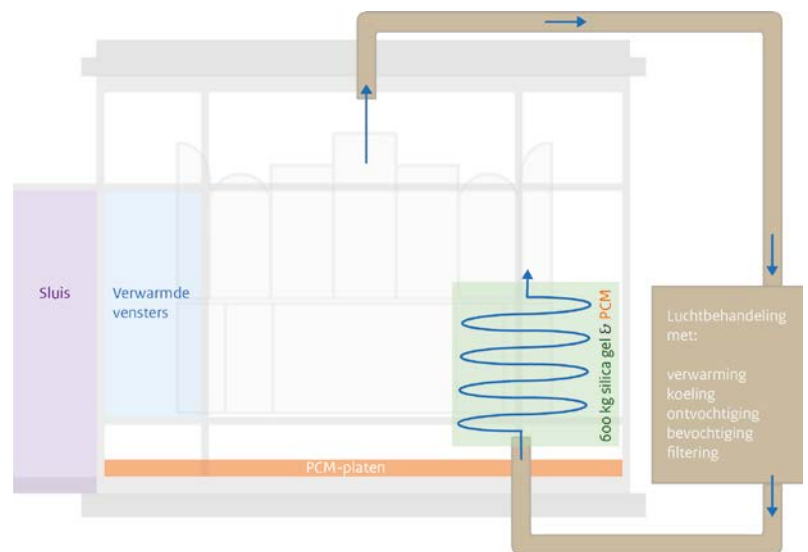 Sluis
Verwarmde
vensters
600 kg silica gel & PCM
PCM-platen
Luchtbehandeling
met:
verwarming
koeling
ontvochtiging
bevochtiging
filtering